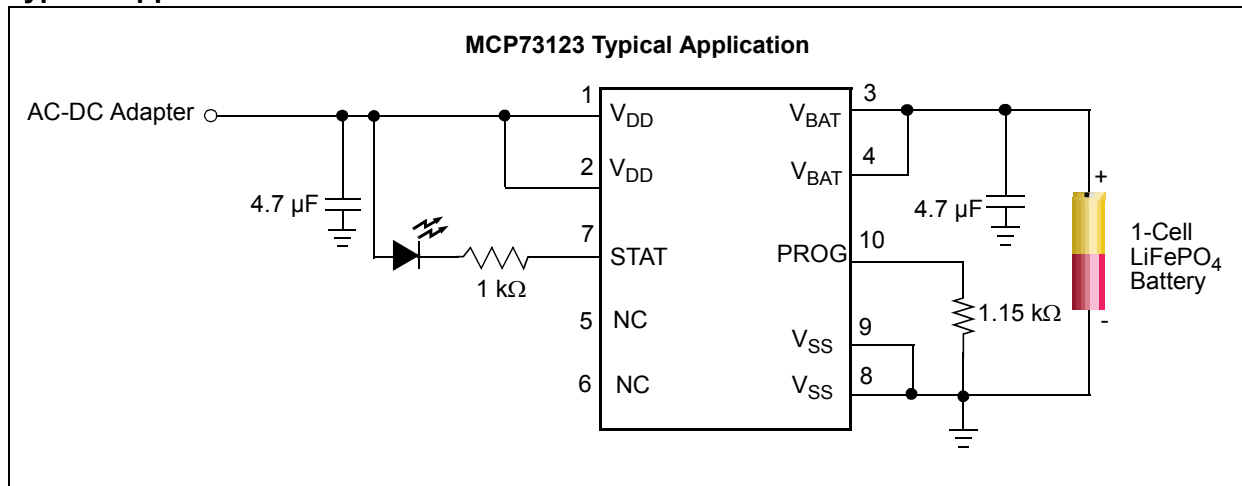 MCP73123 Typical Application
AC-DC Adapter
1
VDD
2
VDD
4.7 µF
7
STAT
1 kΩ
5
NC
6
NC
3
VBAT
4
VBAT
4.7 µF
10
PROG
1.15 kΩ
9
VSS
8
VSS
+
1-Cell
LiFePO4
Battery
-